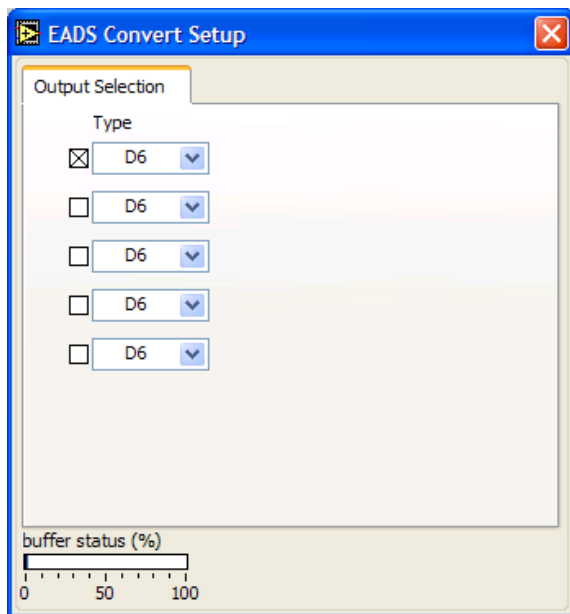 EADS Convert Setup
Output Selection
Type
D6
D6
D6
D6
D6
buffer status (%)
0 50 100